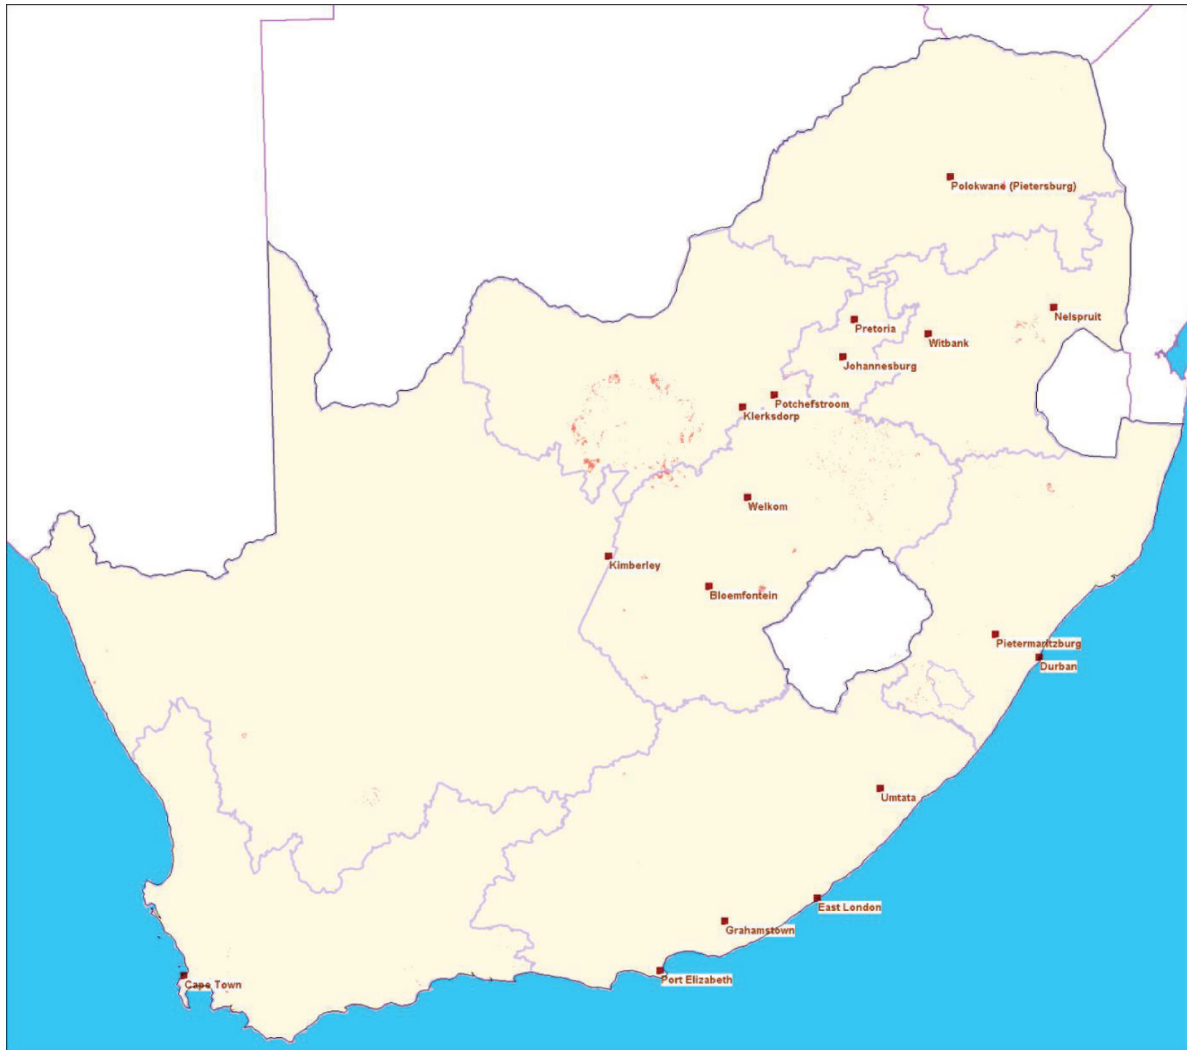 Polokwane (Pietersburg)
Nelspruit
Pretoria
Witbank
Johannesburg
Potchefstroom
Klerksdorp
Welkom
Kimberley
Bloemfontein
Pietermaritzburg
Durban
Umtata
East London
Grahamstown
Port Elizabeth
Cape Town